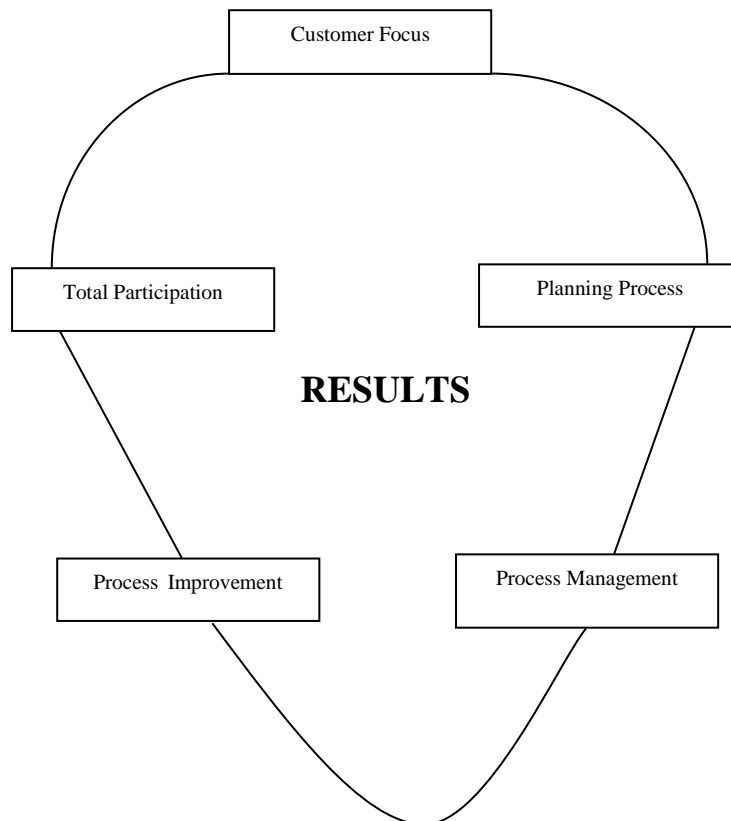 Customer Focus
Total Participation
Planning Process
RESULTS
Process Improvement
Process Management